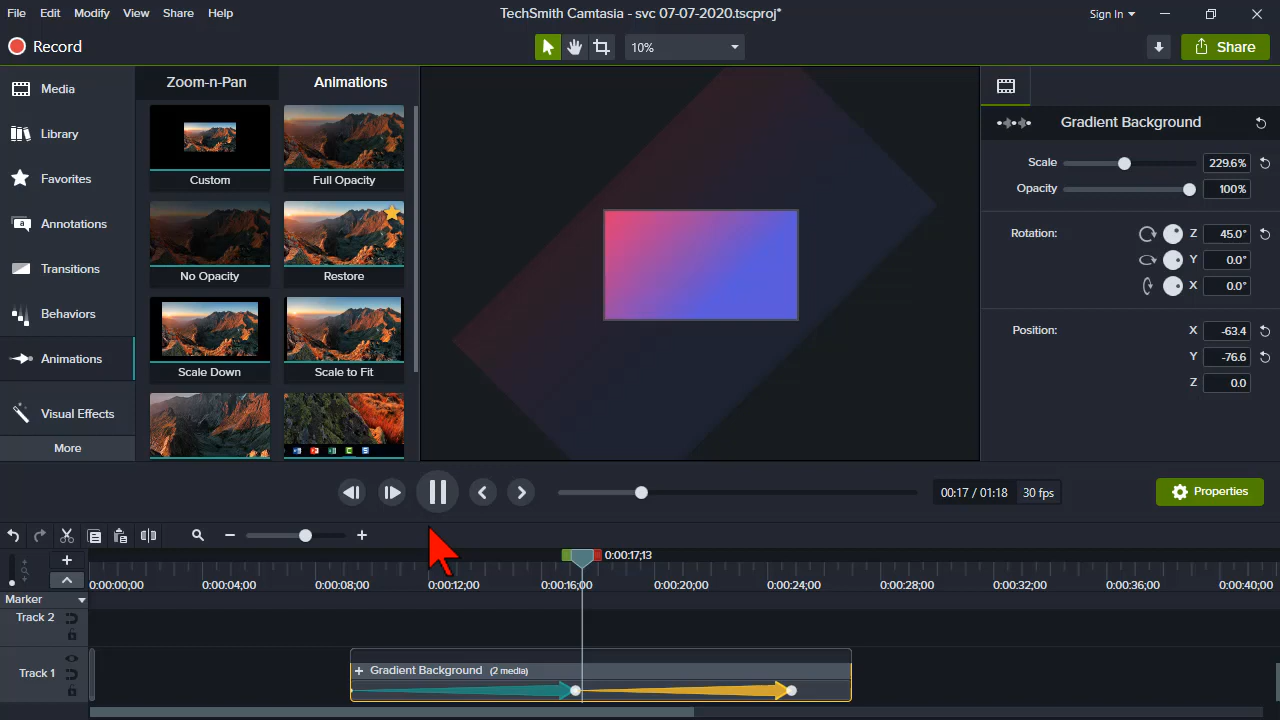 File Edit Modify View Share Help
TechSmith Camtasia - svc 07-07-2020.tscproj*
Sign In
Record
10%
Share
Media
Library
Favorites
Annotations
Transitions
Behaviors
Animations
Visual Effects
More
Zoom-n-Pan
Animations
Custom
Full Opacity
No Opacity
Restore
Scale Down
Scale to Fit
Gradient Background
Scale 229.6%
Opacity 100%
Rotation: Z 45.0°
Y 0.0°
X 0.0°
Position: X -63.4
Y -76.6
Z 0.0
00:17 / 01:18 30 fps
Properties
0:00:17;13
0:00:00;00 0:00:04;00 0:00:08;00 0:00:12;00 0:00:16;00 0:00:20;00 0:00:24;00 0:00:28;00 0:00:32;00 0:00:36;00 0:00:40;00
Marker
Track 2
Track 1
+ Gradient Background (2 media)